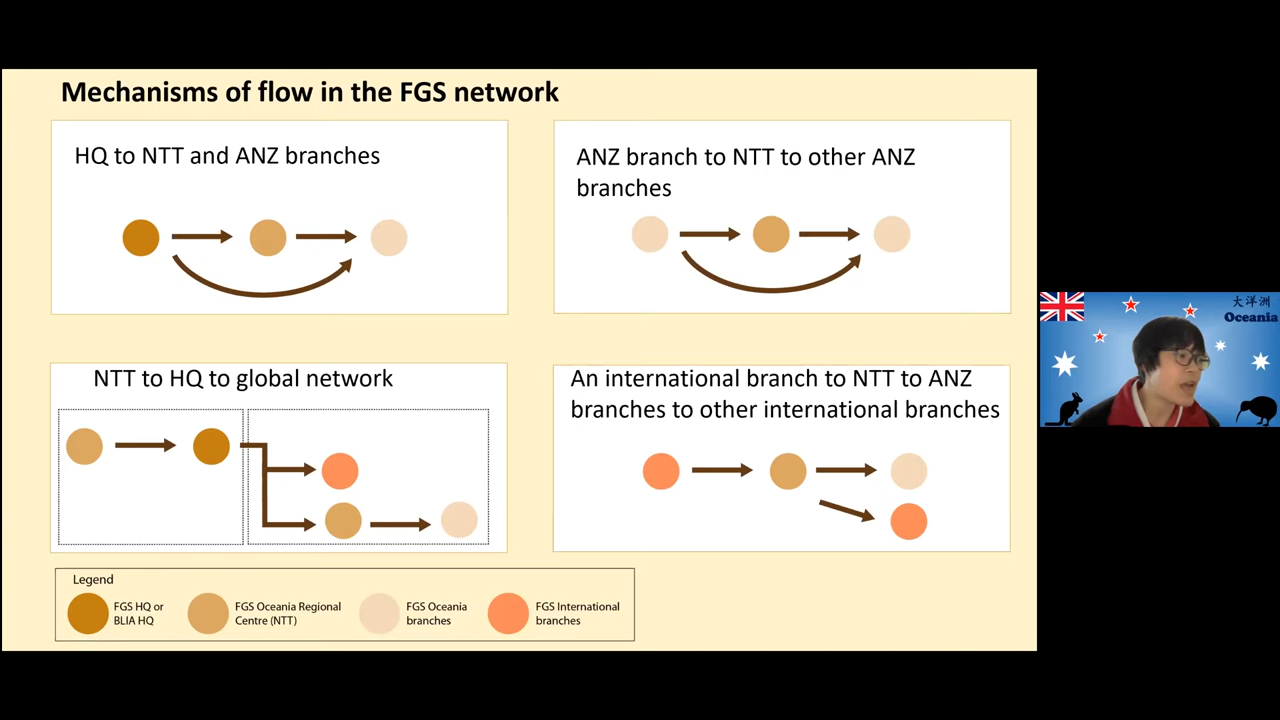 Mechanisms of flow in the FGS network
HQ to NTT and ANZ branches
ANZ branch to NTT to other ANZ
branches
NTT to HQ to global network
An international branch to NTT to ANZ
branches to other international branches
Legend
FGS HQ or
BLIA HQ
FGS Oceania Regional
Centre (NTT)
FGS Oceania
branches
FGS International
branches
大洋洲
Oceania